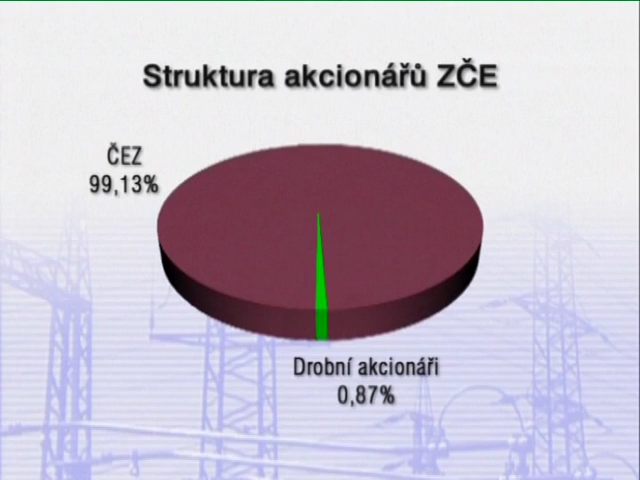 Struktura akcionářů ZČE
ČEZ
99,13%
Drobní akcionáři
0,87%